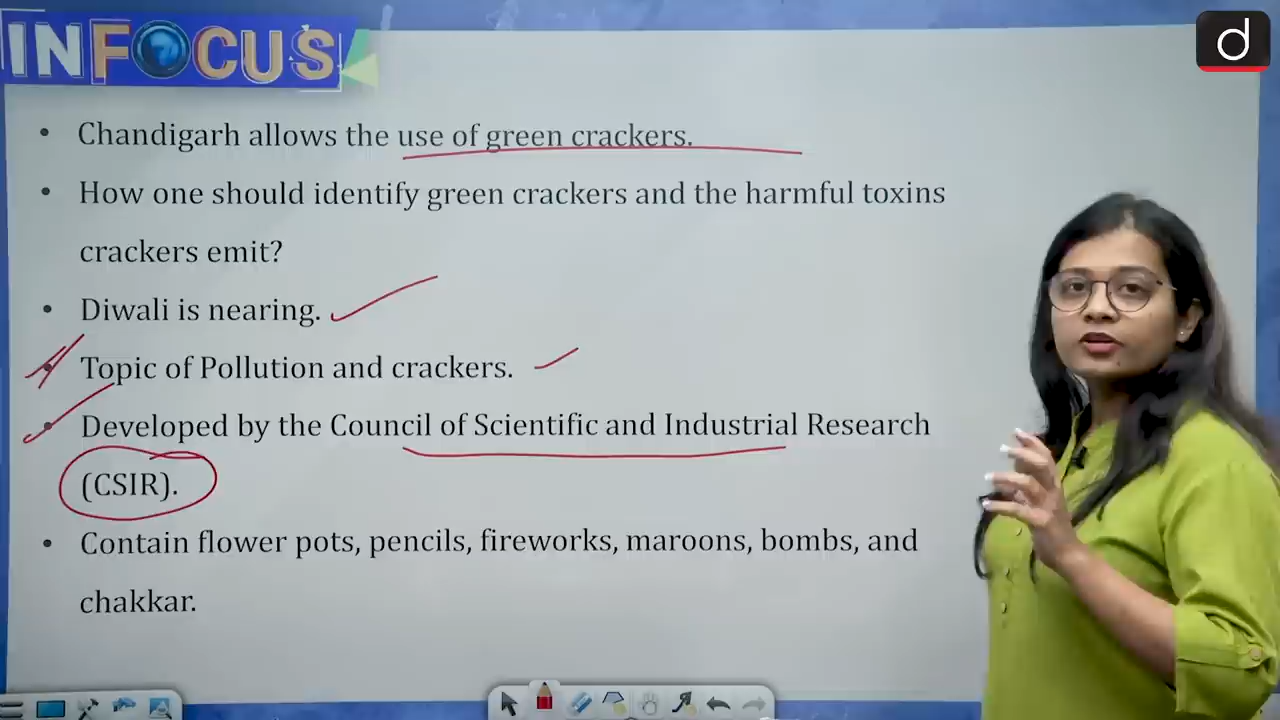 INFOCUS
d
• Chandigarh allows the use of green crackers.
• How one should identify green crackers and the harmful toxins
crackers emit?
• Diwali is nearing.
• Topic of Pollution and crackers.
• Developed by the Council of Scientific and Industrial Research
(CSIR).
• Contain flower pots, pencils, fireworks, maroons, bombs, and
chakkar.